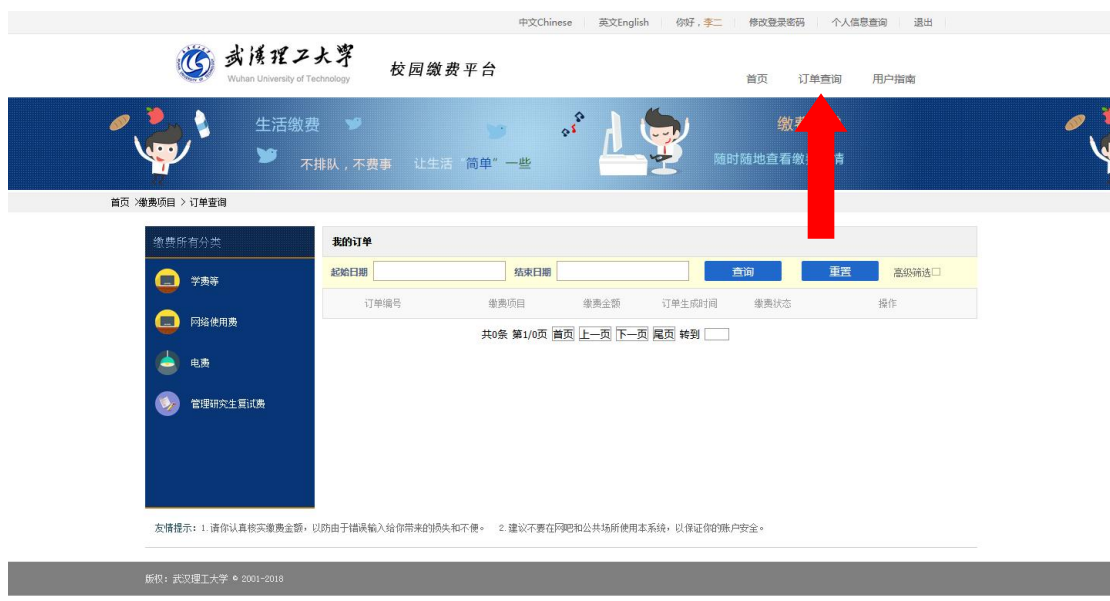 中文Chinese 英文English 你好，李二 修改登录密码 个人信息查询 退出
武汉理工大学 校园缴费平台
Wuhan University of Technology
首页 订单查询 用户指南
生活缴费
不排队，不费事 让生活“简单”一些
随时随地查看缴
首页 >缴费项目 > 订单查询
缴费所有分类
学费等
网络使用费
电费
管理研究生复试费
我的订单
起始日期 结束日期 查询 重置 高级筛选
订单编号 缴费项目 缴费金额 订单生成时间 缴费状态 操作
共0条 第1/0页 首页 上一页 下一页 尾页 转到
友情提示：1.请你认真核实缴费金额，以防由于错误输入给你带来的损失和不便。 2.建议不要在网吧和公共场所使用本系统，以保证你的账户安全。
版权：武汉理工大学 © 2001-2018